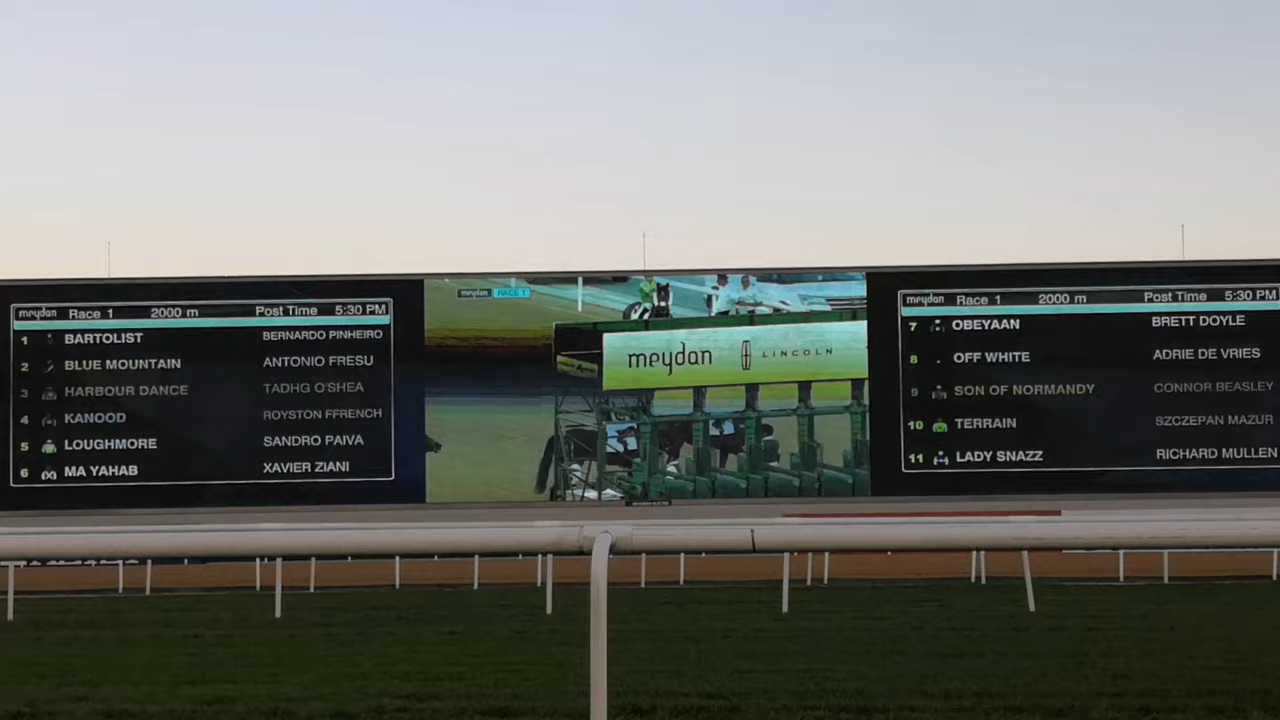 meydan Race 1 2000 m Post Time 5:30 PM
1 BARTOLIST BERNARDO PINHEIRO
2 BLUE MOUNTAIN ANTONIO FRESU
3 HARBOUR DANCE TADHG O'SHEA
4 KANOOD ROYSTON FFRENCH
5 LOUGHMORE SANDRO PAIVA
6 MA YAHAB XAVIER ZIANI
meydan RACE 1
meydan LINCOLN
meydan Race 1 2000 m Post Time 5:30 PM
7 OBEYAAN BRETT DOYLE
8 OFF WHITE ADRIE DE VRIES
9 SON OF NORMANDY CONNOR BEASLEY
10 TERRAIN SZCZEPAN MAZUR
11 LADY SNAZZ RICHARD MULLEN